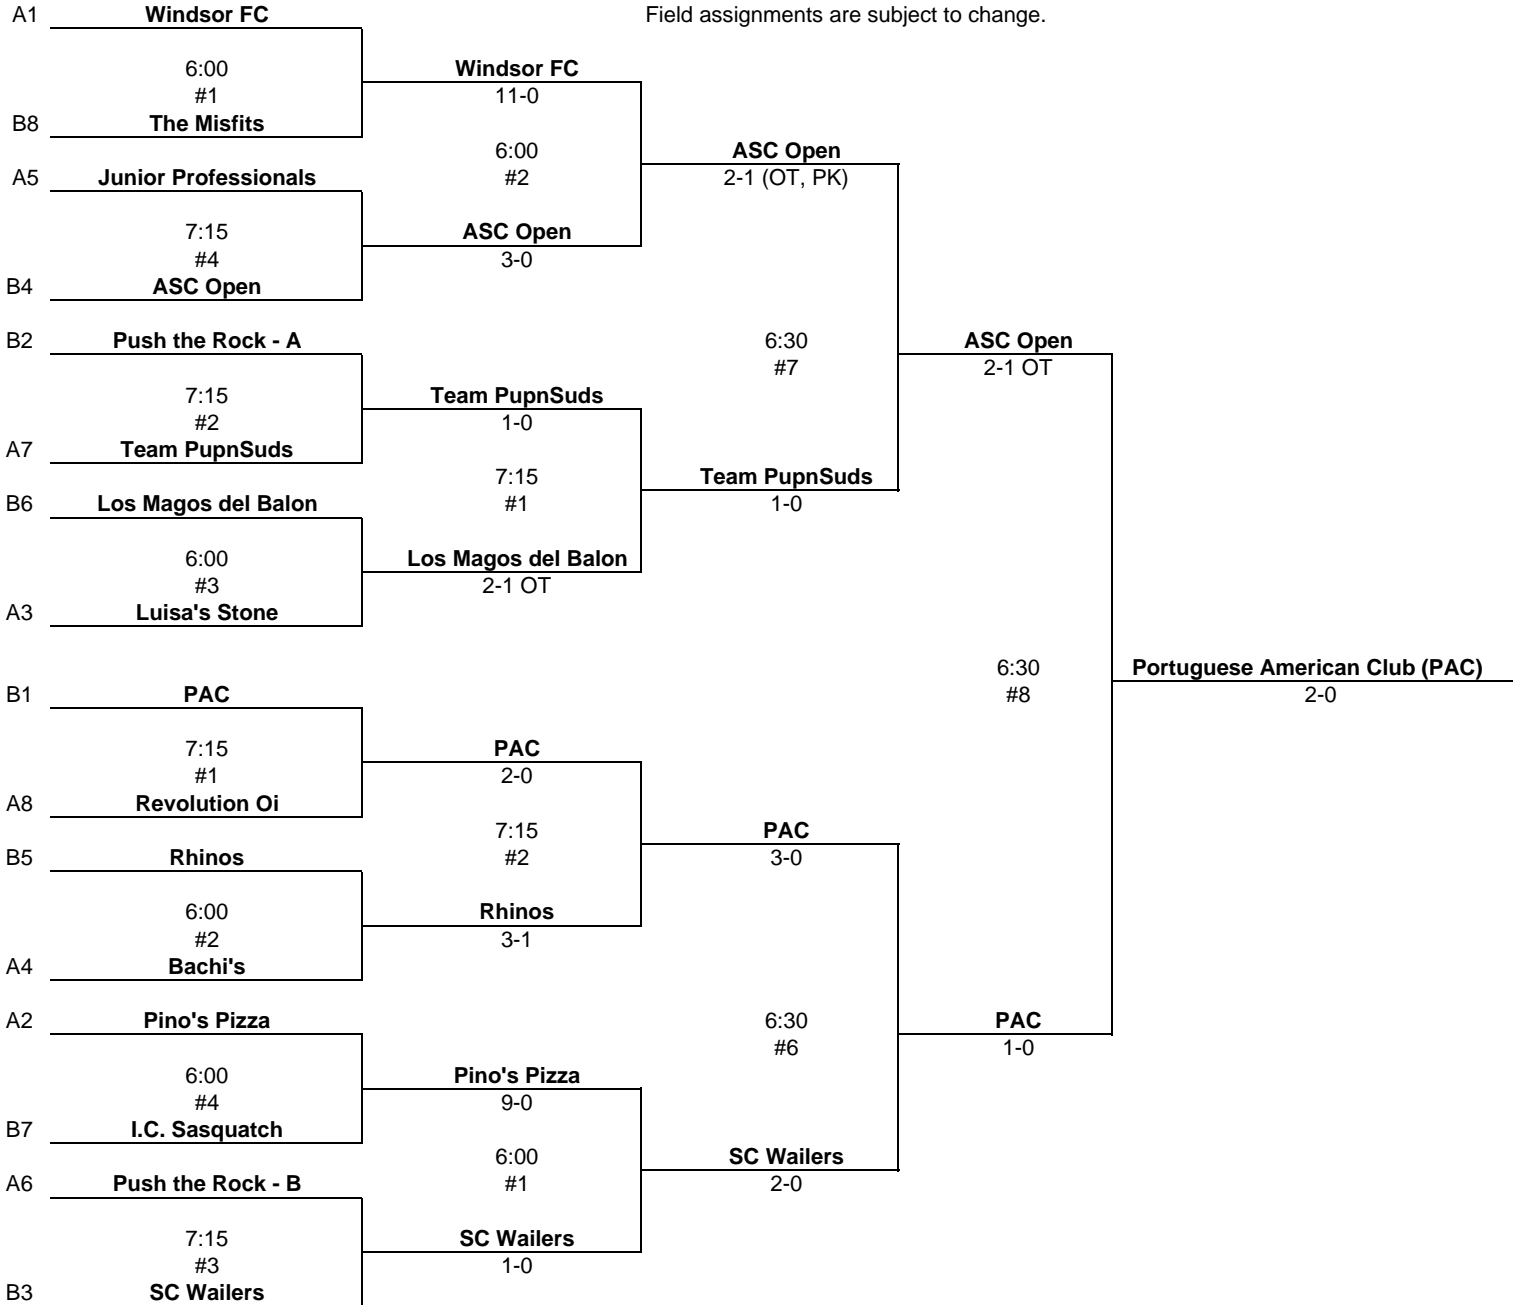 A1 Windsor FC Field assignments are subject to change.
6:00 Windsor FC
#1 11-0
B8 The Misfits
6:00 ASC Open
A5 Junior Professionals #2 2-1 (OT, PK)
7:15 ASC Open
#4 3-0
B4 ASC Open
B2 Push the Rock - A 6:30 ASC Open
#7 2-1 OT
7:15 Team PupnSuds
#2 1-0
A7 Team PupnSuds
7:15 Team PupnSuds
B6 Los Magos del Balon #1 1-0
6:00 Los Magos del Balon
#3 2-1 OT
A3 Luisa's Stone
6:30 Portuguese American Club (PAC)
B1 PAC #8 2-0
7:15 PAC
#1 2-0
A8 Revolution Oi
7:15 PAC
B5 Rhinos #2 3-0
6:00 Rhinos
#2 3-1
A4 Bachi's
A2 Pino's Pizza 6:30 PAC
#6 1-0
6:00 Pino's Pizza
#4 9-0
B7 I.C. Sasquatch
6:00 SC Wailers
A6 Push the Rock - B #1 2-0
7:15 SC Wailers
#3 1-0
B3 SC Wailers